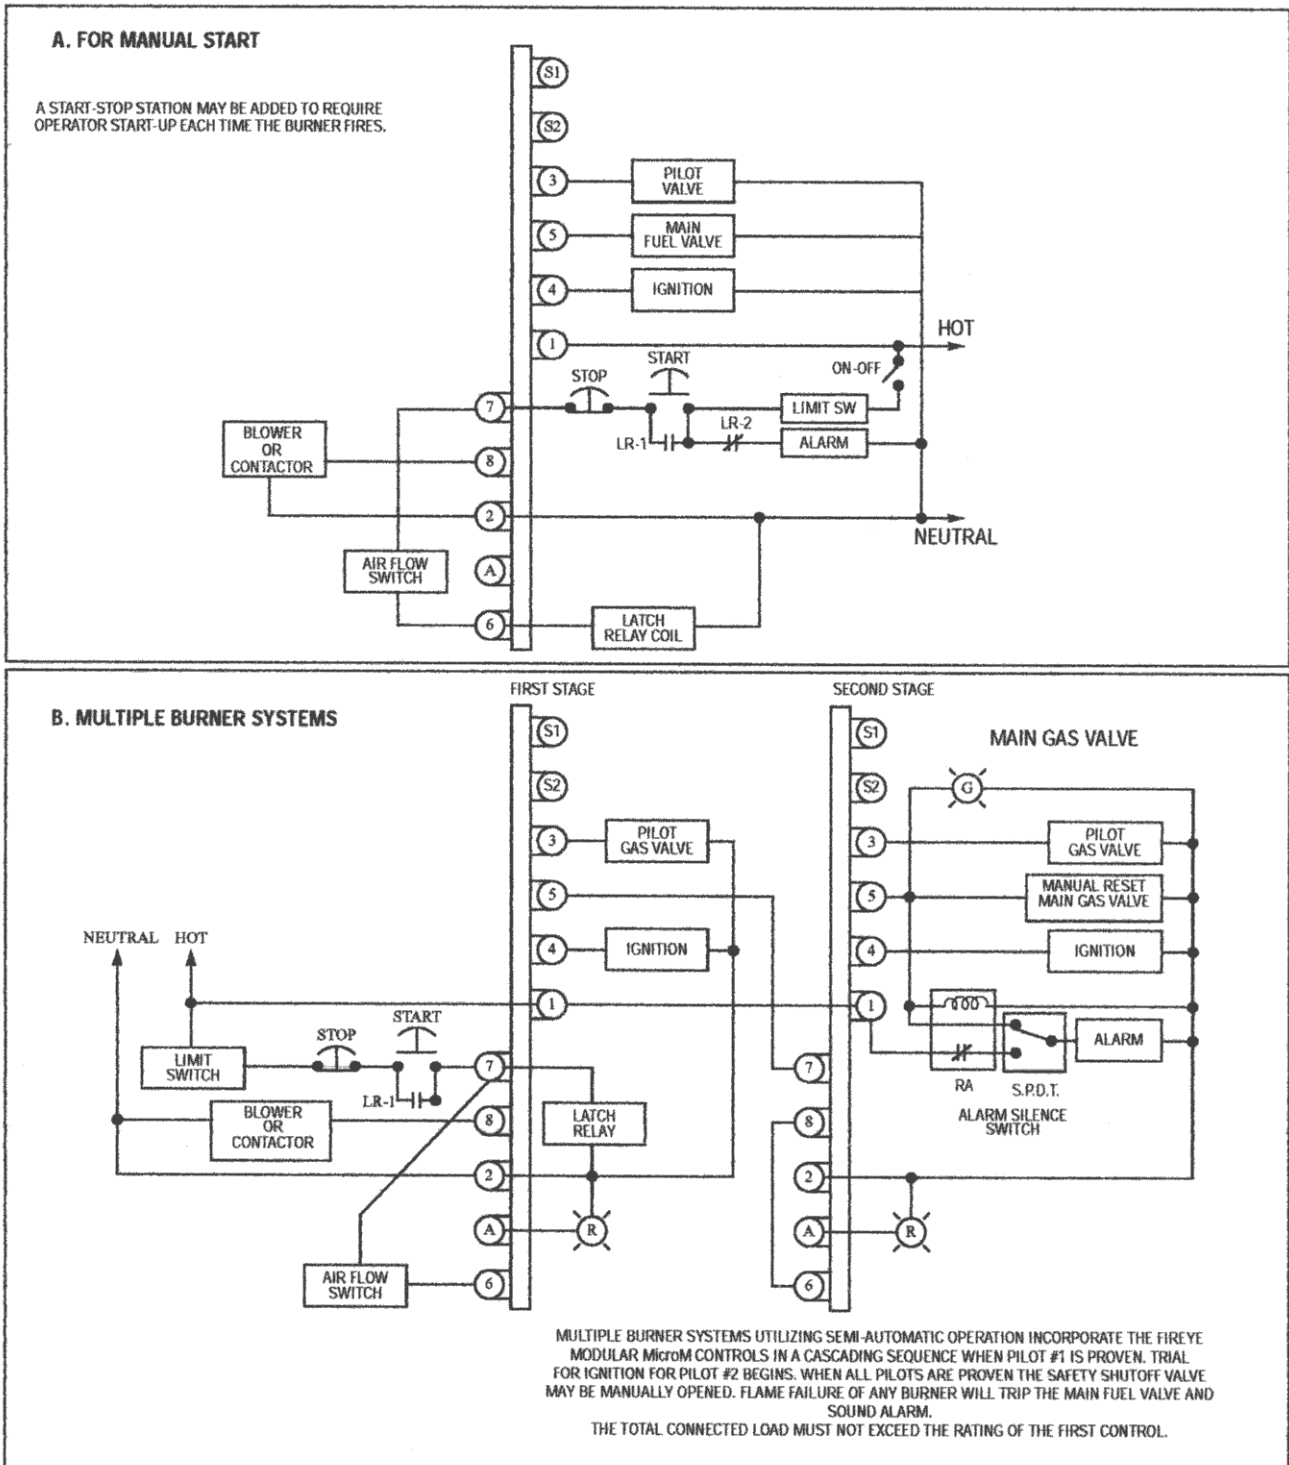 A. FOR MANUAL START
A START-STOP STATION MAY BE ADDED TO REQUIRE
OPERATOR START-UP EACH TIME THE BURNER FIRES.
S1
S2
3
PILOT
VALVE
5
MAIN
FUEL VALVE
4
IGNITION
1
HOT
ON-OFF
START
STOP
7
LIMIT SW
LR-2
LR-1
ALARM
BLOWER
OR
CONTACTOR
8
2
NEUTRAL
AIR FLOW
SWITCH
A
6
LATCH
RELAY COIL
B. MULTIPLE BURNER SYSTEMS
FIRST STAGE
S1
S2
3
PILOT
GAS VALVE
5
4
IGNITION
1
NEUTRAL HOT
START
STOP
LIMIT
SWITCH
LR-1
7
BLOWER
OR
CONTACTOR
8
LATCH
RELAY
2
A
R
AIR FLOW
SWITCH
6
SECOND STAGE
S1
MAIN GAS VALVE
S2
G
3
PILOT
GAS VALVE
5
MANUAL RESET
MAIN GAS VALVE
4
IGNITION
1
ALARM
RA
S.P.D.T.
ALARM SILENCE
SWITCH
7
8
2
A
R
6
MULTIPLE BURNER SYSTEMS UTILIZING SEMI-AUTOMATIC OPERATION INCORPORATE THE FIREYE
MODULAR MicroM CONTROLS IN A CASCADING SEQUENCE WHEN PILOT #1 IS PROVEN. TRIAL
FOR IGNITION FOR PILOT #2 BEGINS. WHEN ALL PILOTS ARE PROVEN THE SAFETY SHUTOFF VALVE
MAY BE MANUALLY OPENED. FLAME FAILURE OF ANY BURNER WILL TRIP THE MAIN FUEL VALVE AND
SOUND ALARM.
THE TOTAL CONNECTED LOAD MUST NOT EXCEED THE RATING OF THE FIRST CONTROL.